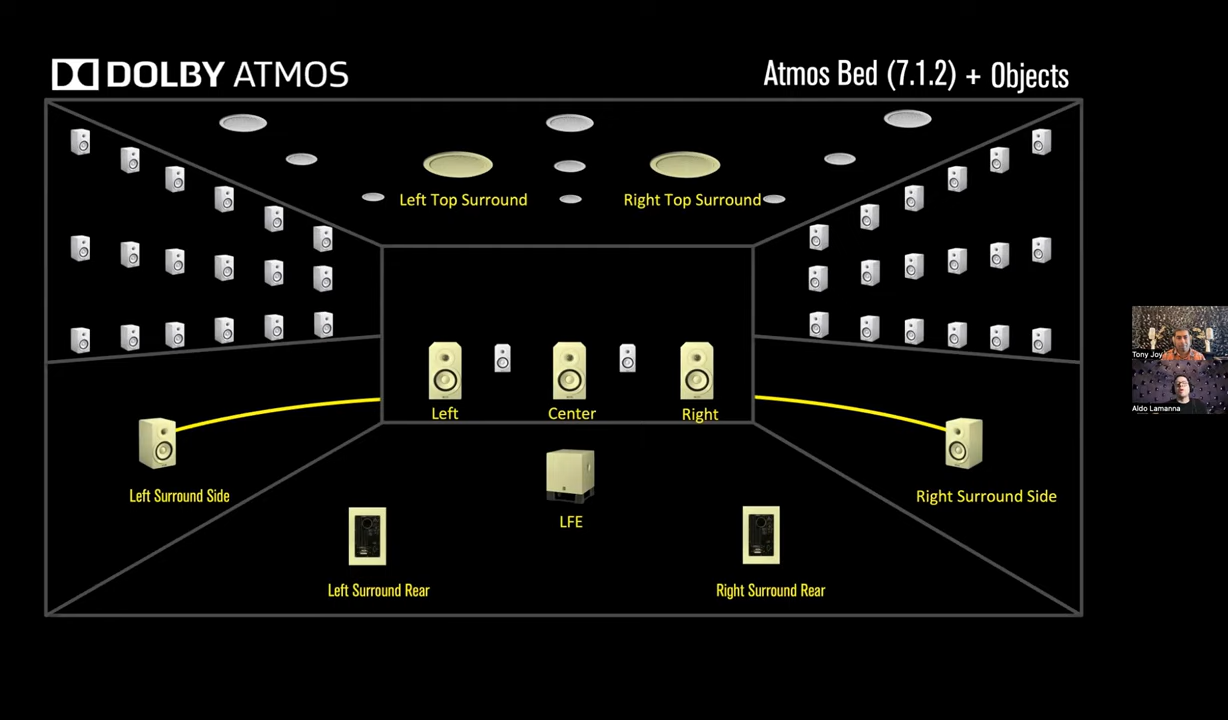 DOLBY ATMOS
Atmos Bed (7.1.2) + Objects
Left Top Surround
Right Top Surround
Left
Center
Right
Left Surround Side
Right Surround Side
LFE
Left Surround Rear
Right Surround Rear
Tony Joy
Aldo Lamanna